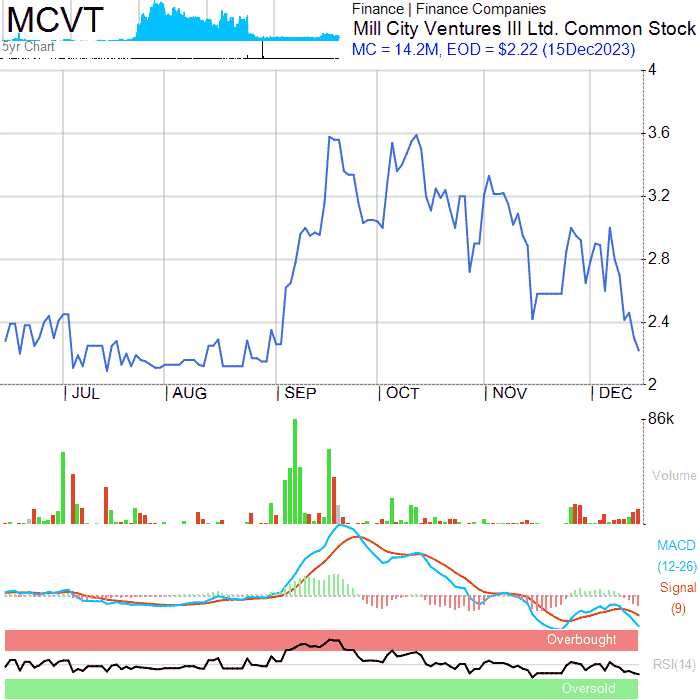 MCVT
Finance | Finance Companies
Mill City Ventures III Ltd. Common Stock
MC = 14.2M, EOD = $2.22 (15Dec2023)
5yr Chart
4
3.6
3.2
2.8
2.4
2
JUL AUG SEP OCT NOV DEC
86k
Volume
MACD
(12-26)
Signal
(9)
Overbought
RSI(14)
Oversold